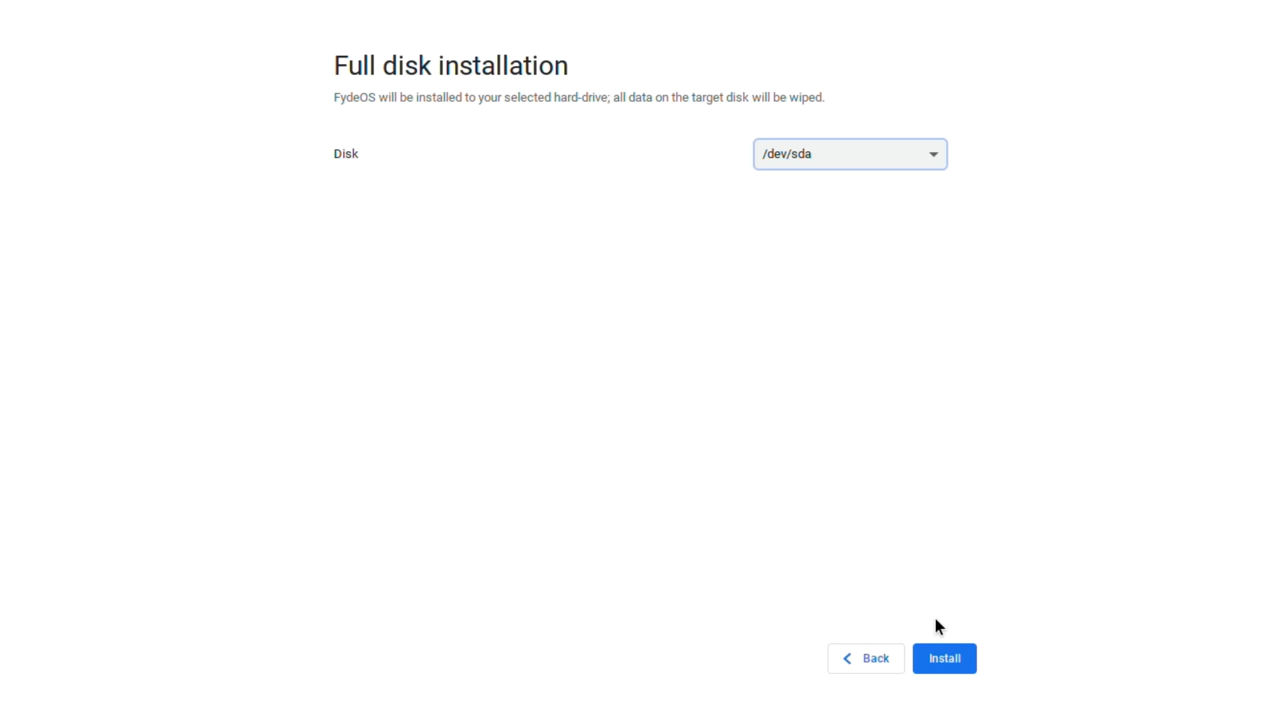 Full disk installation
FydeOS will be installed to your selected hard-drive; all data on the target disk will be wiped.
Disk
/dev/sda
Back
Install